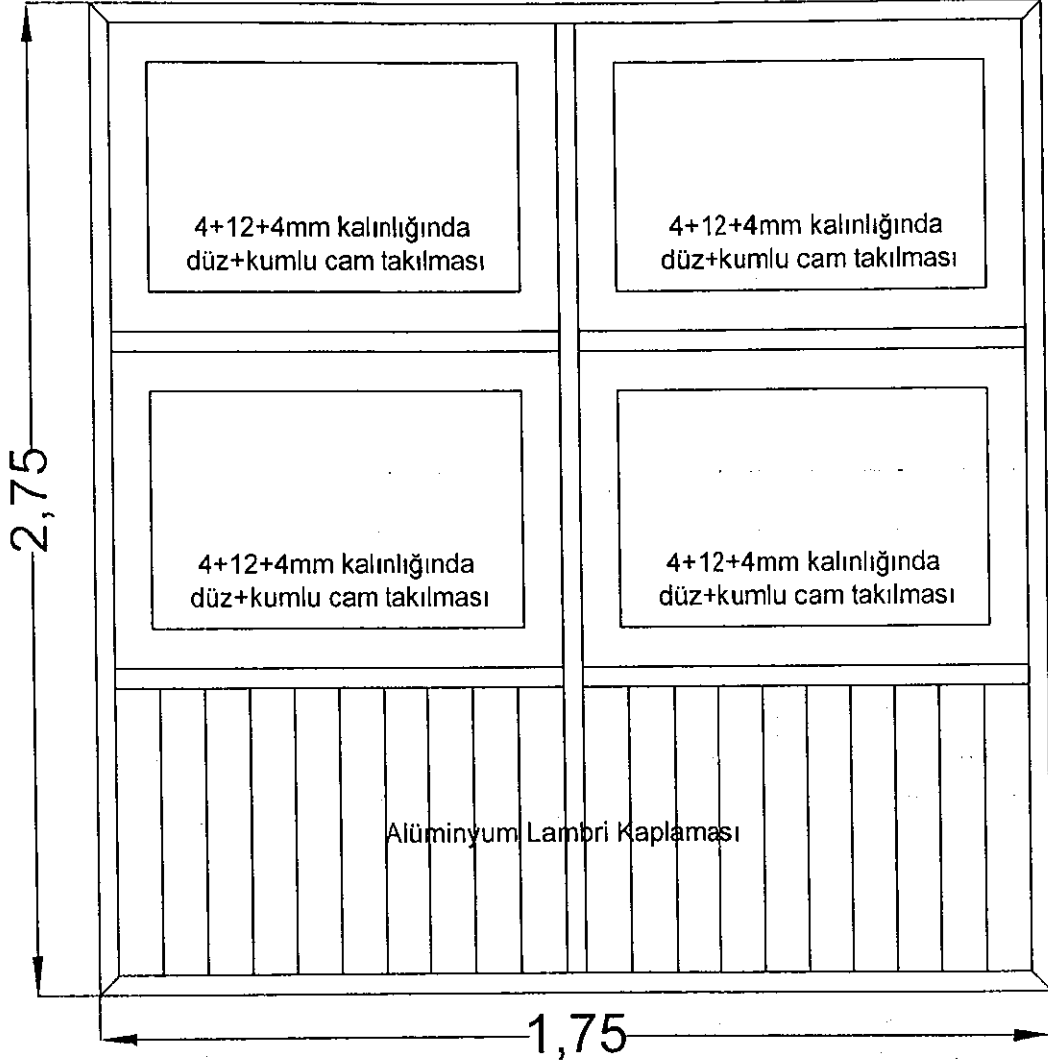 4+12+4mm kalınlığında
düz+kumlu cam takılması
4+12+4mm kalınlığında
düz+kumlu cam takılması
2,75
4+12+4mm kalınlığında
düz+kumlu cam takılması
4+12+4mm kalınlığında
düz+kumlu cam takılması
Alüminyum Lambri Kaplaması
1,75